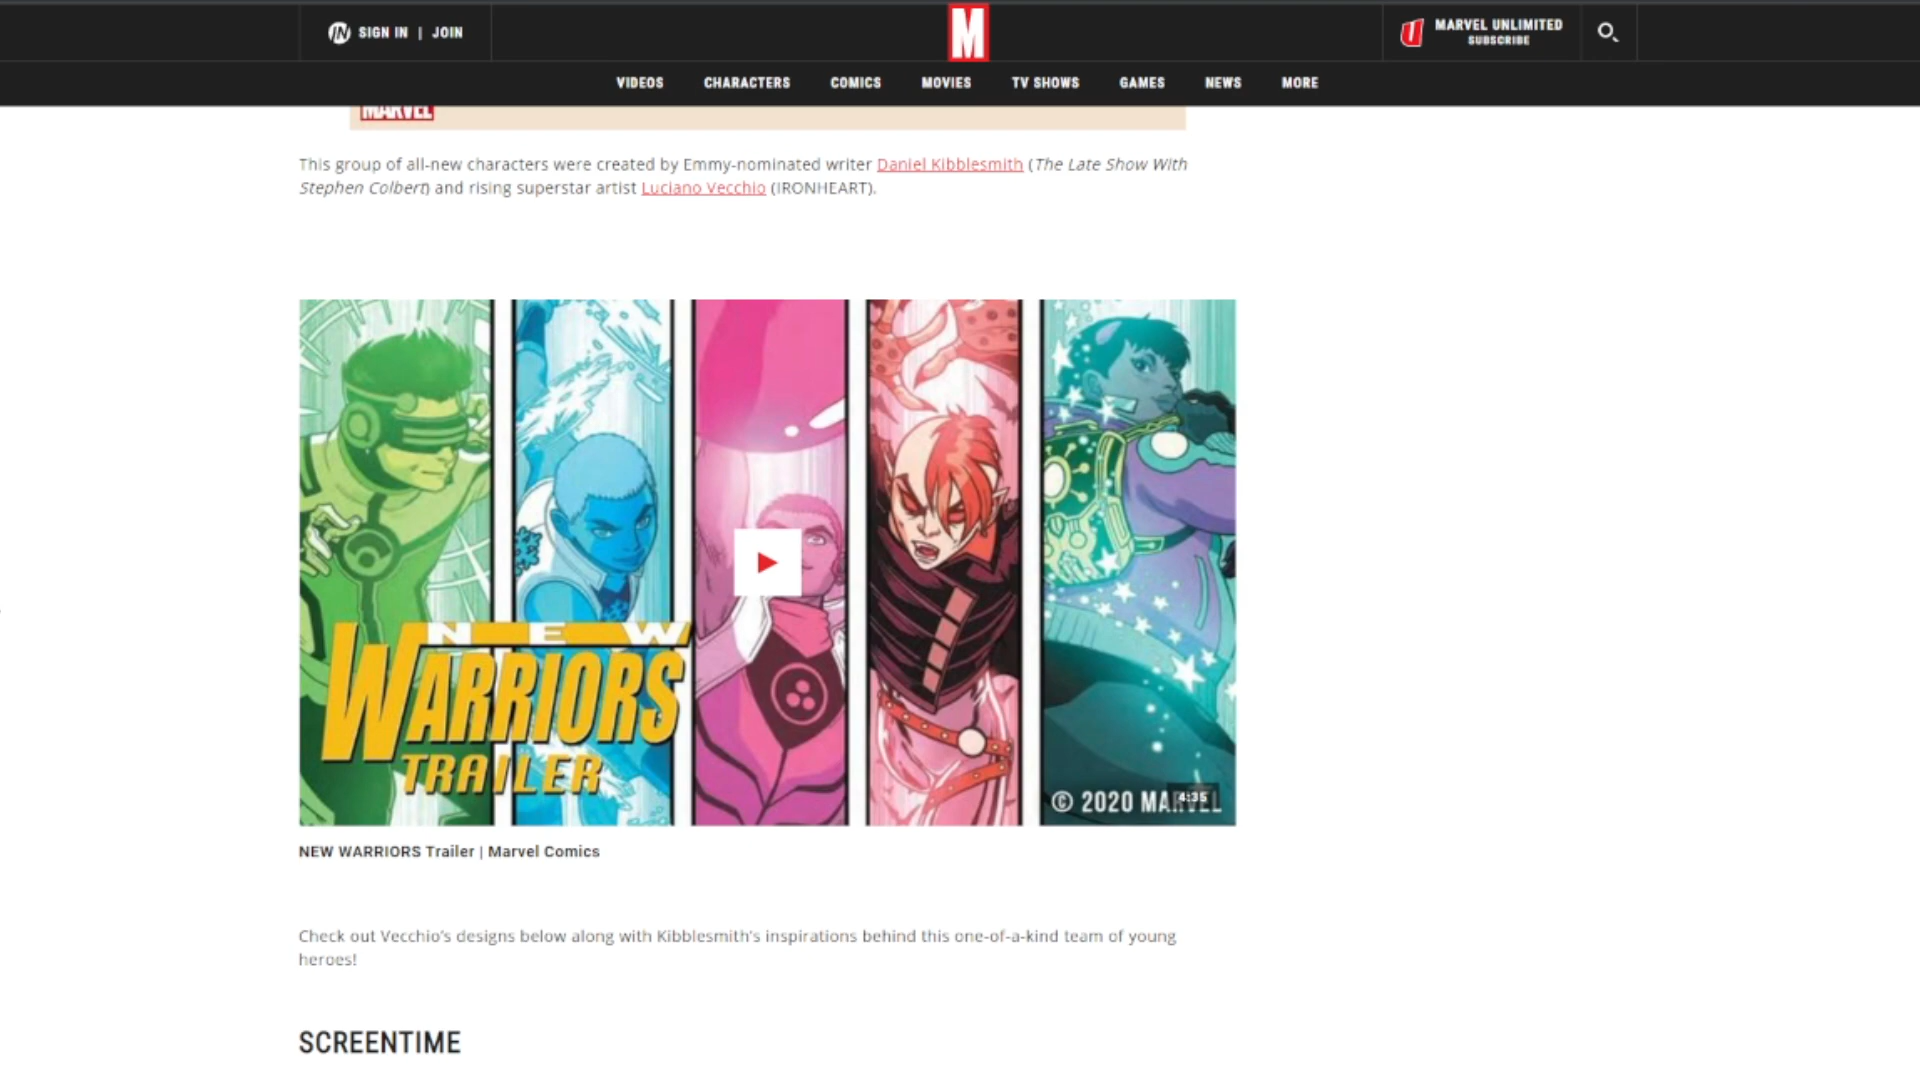 SIGN IN | JOIN
M
MARVEL UNLIMITED
SUBSCRIBE
VIDEOS CHARACTERS COMICS MOVIES TV SHOWS GAMES NEWS MORE
MARVEL
This group of all-new characters were created by Emmy-nominated writer Daniel Kibblesmith (The Late Show With
Stephen Colbert) and rising superstar artist Luciano Vecchio (IRONHEART).
NEW
WARRIORS
TRAILER
© 2020 MARVEL
4:35
NEW WARRIORS Trailer | Marvel Comics
Check out Vecchio's designs below along with Kibblesmith's inspirations behind this one-of-a-kind team of young
heroes!
SCREENTIME